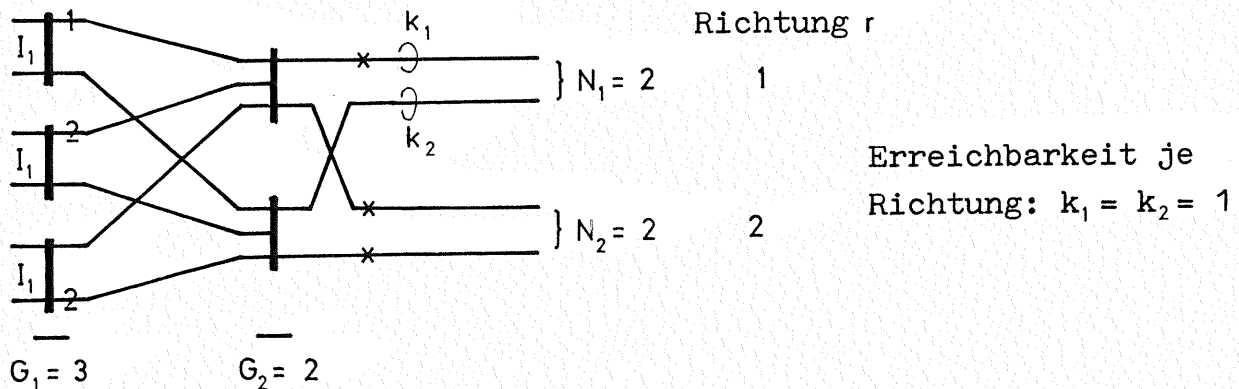 k₁
Richtung r
1
I₁
} N₁ = 2
1
k₂
2
I₁
Erreichbarkeit je
Richtung: k₁ = k₂ = 1
} N₂ = 2
2
I₁
2
G₁ = 3
G₂ = 2